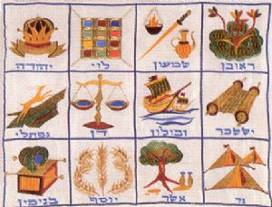 ראובן שמעון לוי יהודה
יששכר זבולון דן נפתלי
גד אשר יוסף בנימין